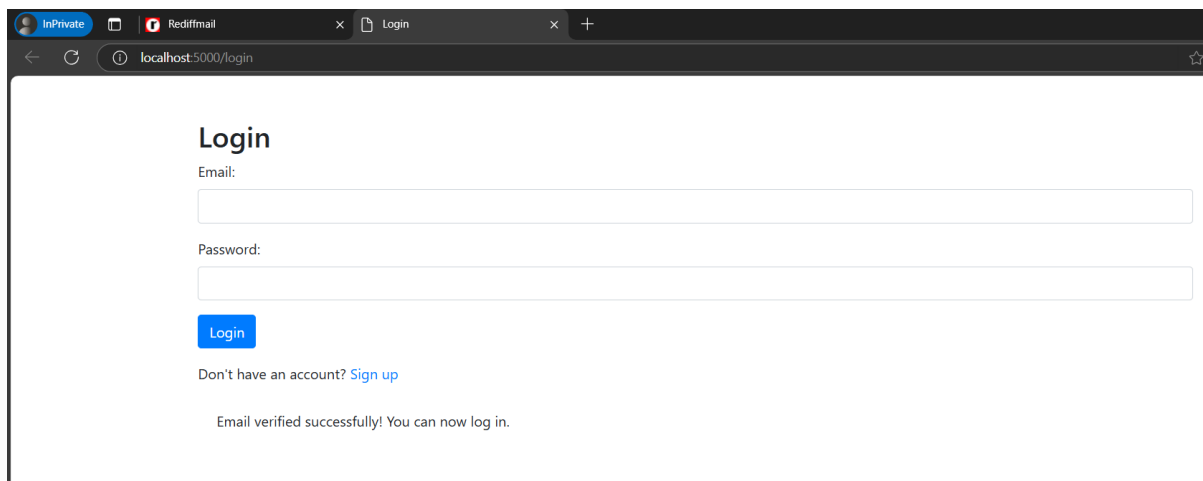 InPrivate
Rediffmail
Login
localhost:5000/login
Login
Email:
Password:
Login
Don't have an account? Sign up
Email verified successfully! You can now log in.